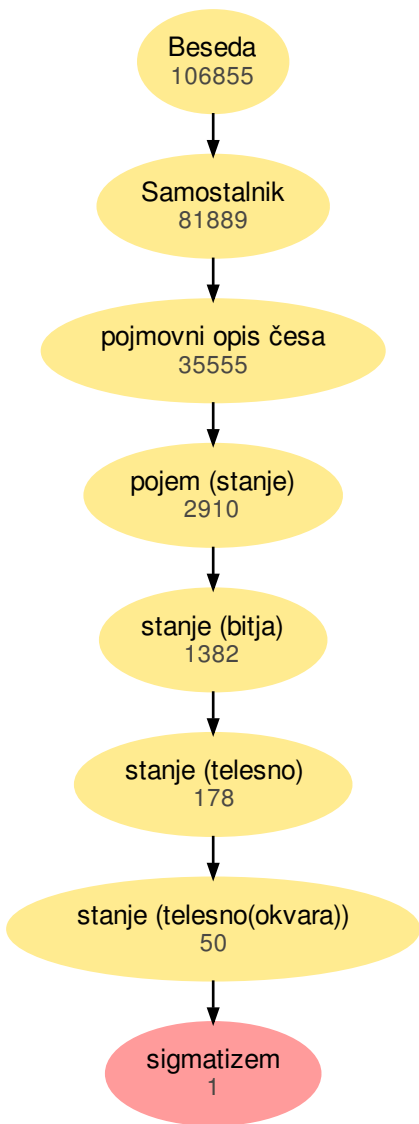 Beseda
106855
Samostalnik
81889
pojmovni opis česa
35555
pojem (stanje)
2910
stanje (bitja)
1382
stanje (telesno)
178
stanje (telesno(okvara))
50
sigmatizem
1